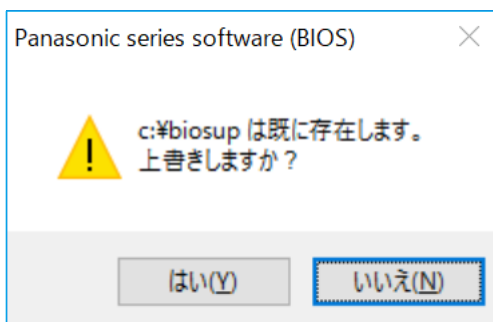 Panasonic series software (BIOS)
c:¥biosup は既に存在します。
上書きしますか？
はい(Y)
いいえ(N)